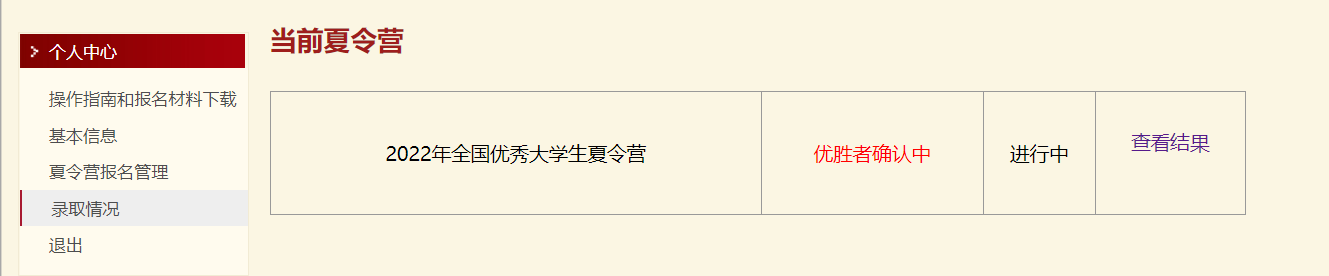 当前夏令营
个人中心
操作指南和报名材料下载
基本信息
夏令营报名管理
录取情况
退出
2022年全国优秀大学生夏令营
优胜者确认中
进行中
查看结果